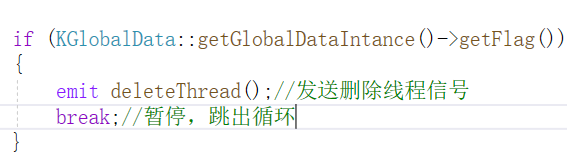 if (KGlobalData::getGlobalDataIntance()->getFlag())
{
emit deleteThread();//发送删除线程信号
break;//暂停，跳出循环
}